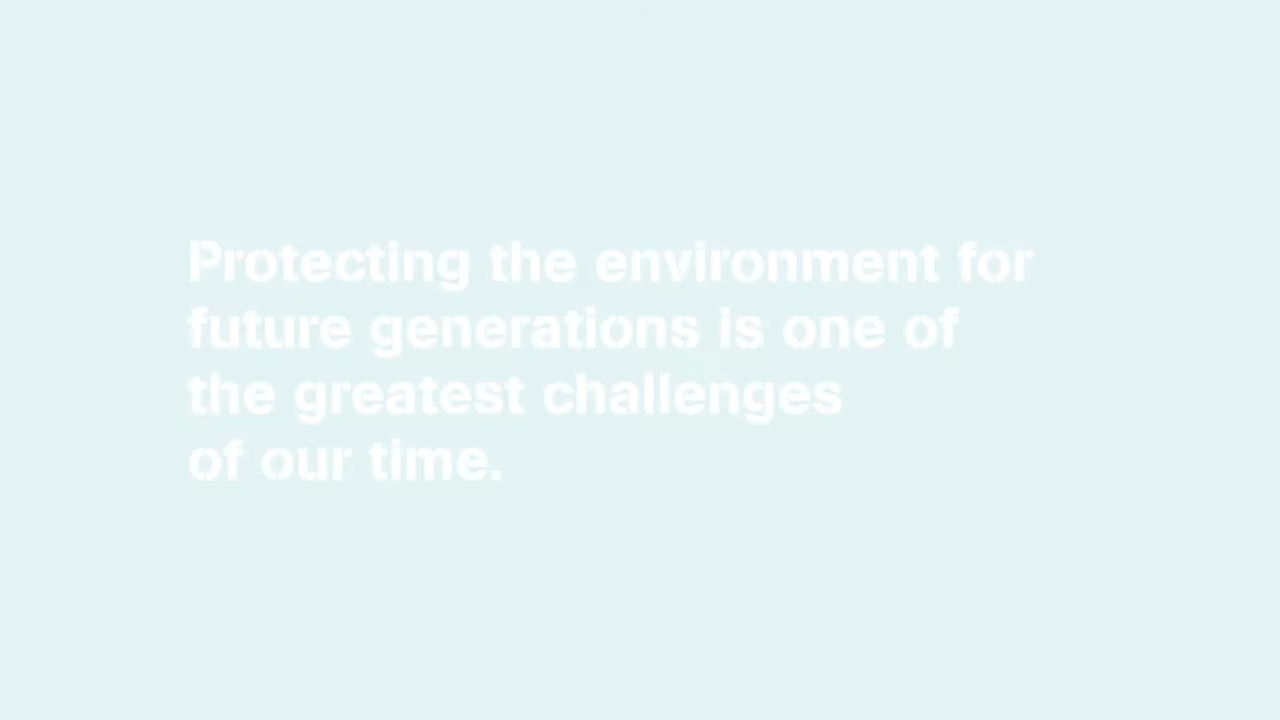 Protecting the environment for
future generations is one of
the greatest challenges
of our time.